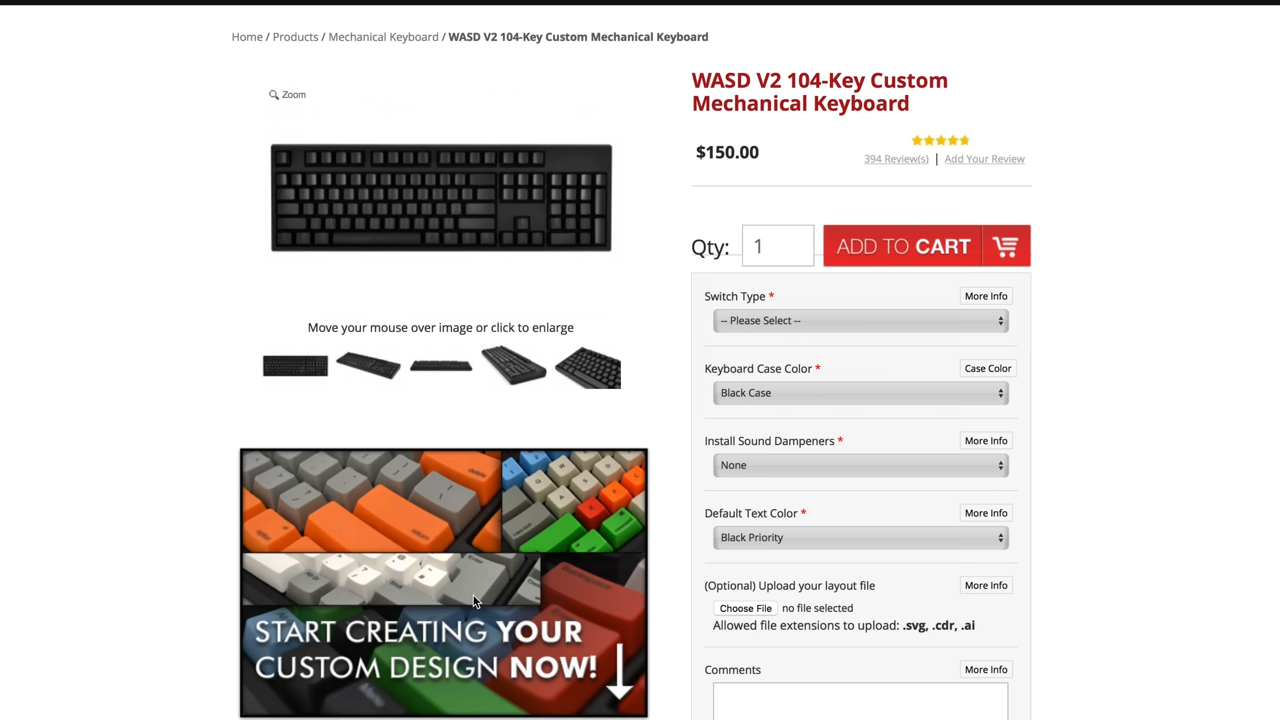 Home / Products / Mechanical Keyboard / WASD V2 104-Key Custom Mechanical Keyboard
Zoom
Move your mouse over image or click to enlarge
START CREATING YOUR
CUSTOM DESIGN NOW!
WASD V2 104-Key Custom
Mechanical Keyboard
$150.00
394 Review(s) | Add Your Review
Qty: 1 ADD TO CART
Switch Type * More Info
-- Please Select --
Keyboard Case Color * Case Color
Black Case
Install Sound Dampeners * More Info
None
Default Text Color * More Info
Black Priority
(Optional) Upload your layout file More Info
Choose File no file selected
Allowed file extensions to upload: .svg, .cdr, .ai
Comments More Info